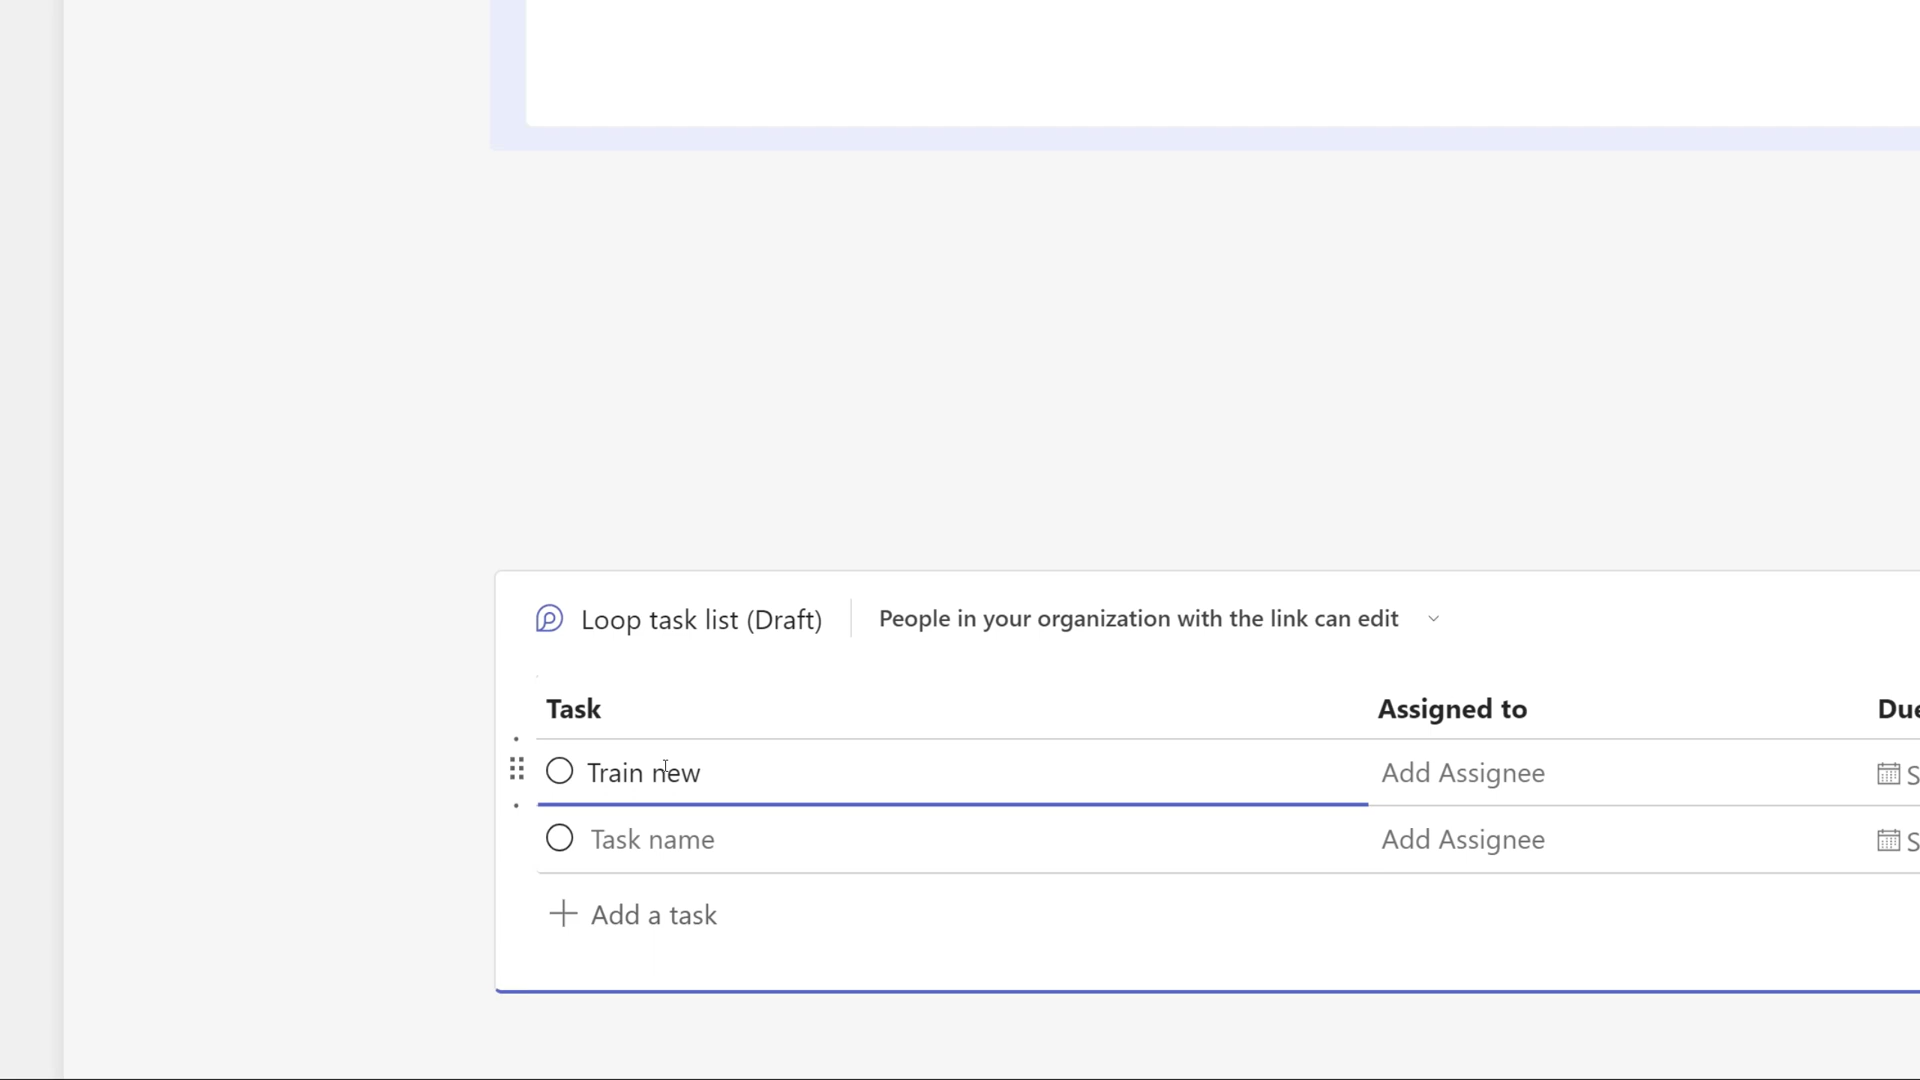 Loop task list (Draft) People in your organization with the link can edit
Task Assigned to Due
Train new Add Assignee S
Task name Add Assignee S
Add a task